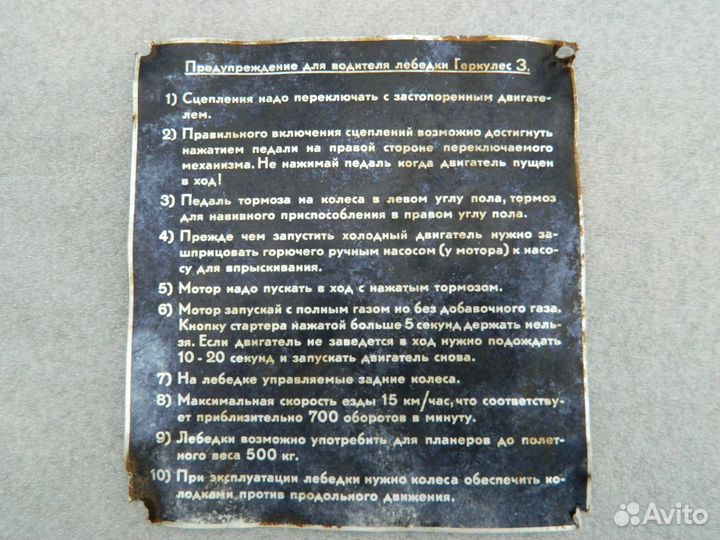 Предупреждение для водителя лебедки Геркулес 3.
1) Сцепления надо переключать с застопоренным двигате-
лем.
2) Правильного включения сцеплений возможно достигнуть
нажатием педали на правой стороне переключаемого
механизма. Не нажимай педаль когда двигатель пущен
в ход!
3) Педаль тормоза на колеса в левом углу пола, тормоз
для навивного приспособления в правом углу пола.
4) Прежде чем запустить холодный двигатель нужно за-
шприцовать горючего ручным насосом (у мотора) к насо-
су для впрыскивания.
5) Мотор надо пускать в ход с нажатым тормозом.
6) Мотор запускай с полным газом но без добавочного газа.
Кнопку стартера нажатой больше 5 секунд держать нель-
зя. Если двигатель не заведется в ход нужно подождать
10-20 секунд и запускать двигатель снова.
7) На лебедке управляемые задние колеса.
8) Максимальная скорость езды 15 км/час, что соответству-
ет приблизительно 700 оборотов в минуту.
9) Лебедки возможно употребить для планеров до полет-
ного веса 500 кг.
10) При эксплуатации лебедки нужно колеса обеспечить ко-
лодками против продольного движения.
Avito